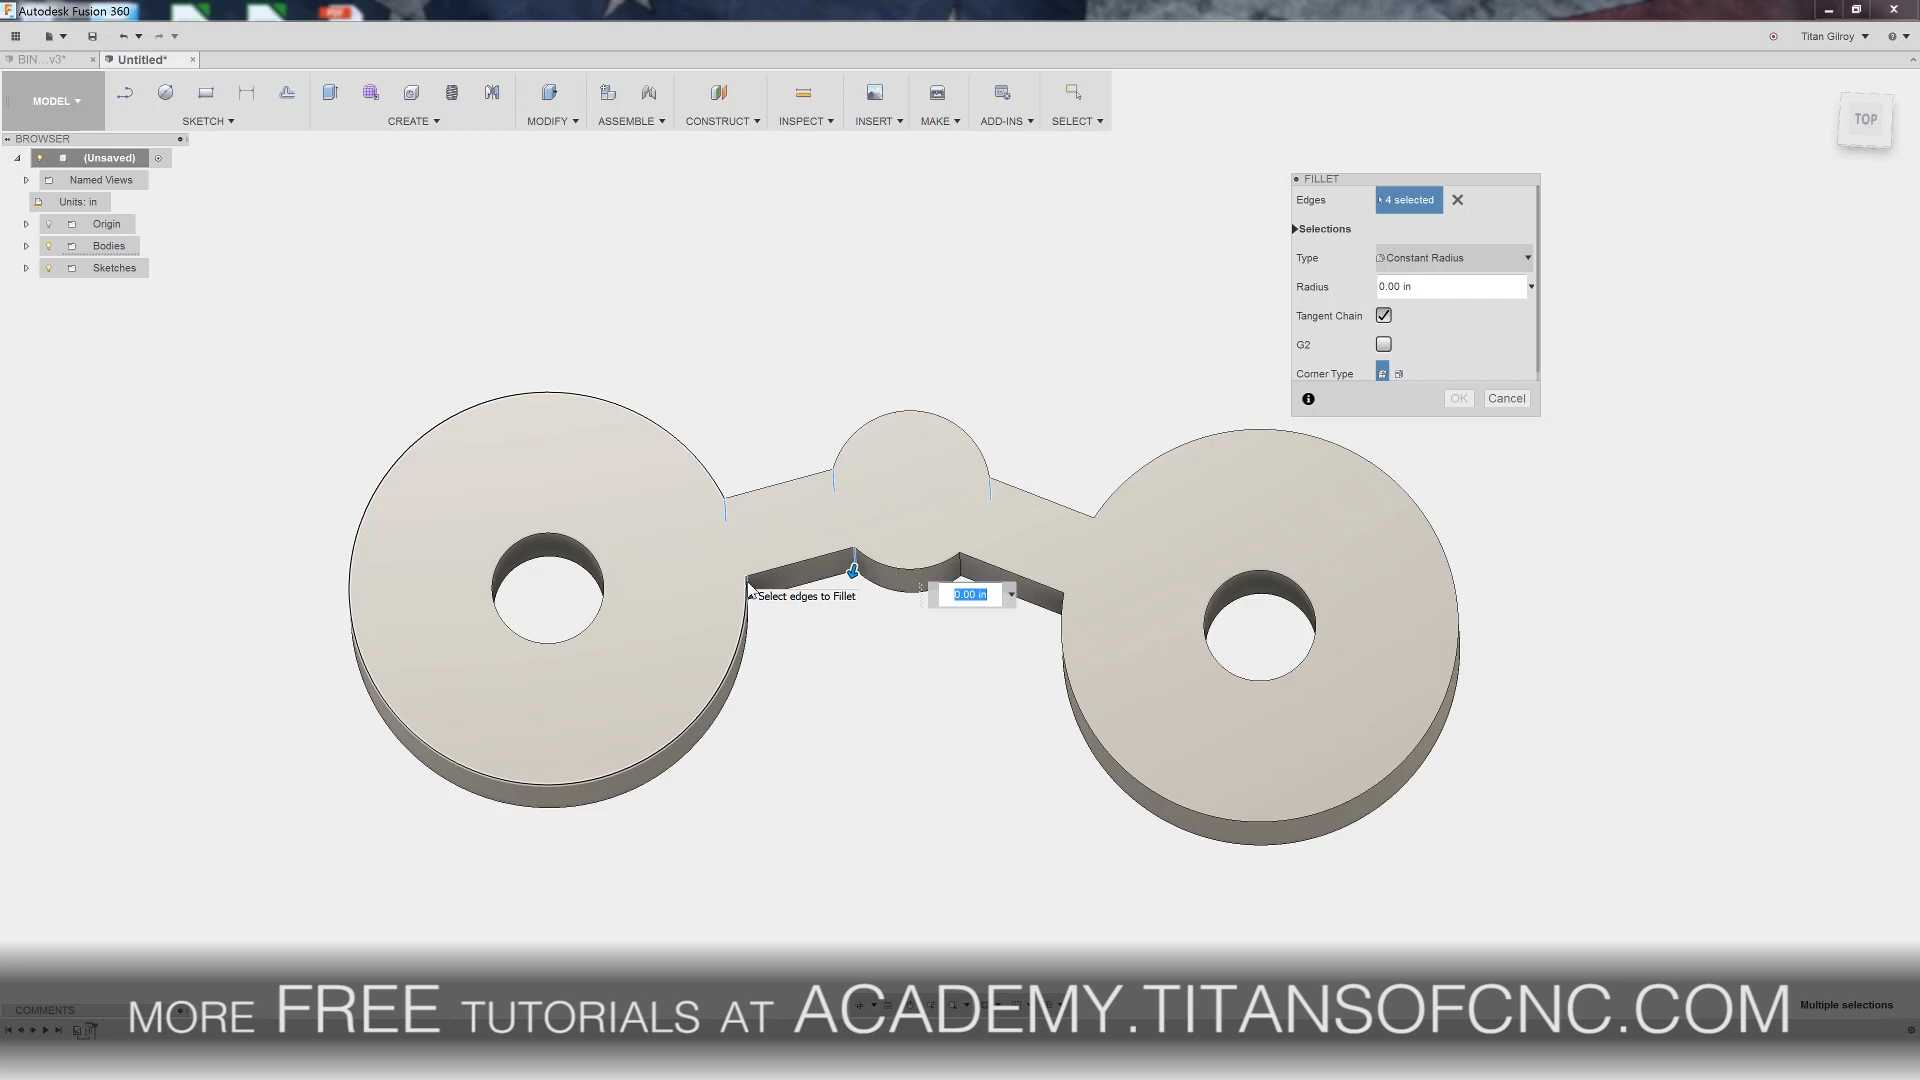 Autodesk Fusion 360
Titan Gilroy
BIN...v3*
Untitled*
MODEL
SKETCH
CREATE
MODIFY
ASSEMBLE
CONSTRUCT
INSPECT
INSERT
MAKE
ADD-INS
SELECT
TOP
BROWSER
(Unsaved)
Named Views
Units: in
Origin
Bodies
Sketches
FILLET
Edges 4 selected
Selections
Type Constant Radius
Radius 0.00 in
Tangent Chain
G2
Corner Type
OK Cancel
Select edges to Fillet
0.00 in
COMMENTS
MORE FREE TUTORIALS AT ACADEMY.TITANSOFCNC.COM
Multiple selections